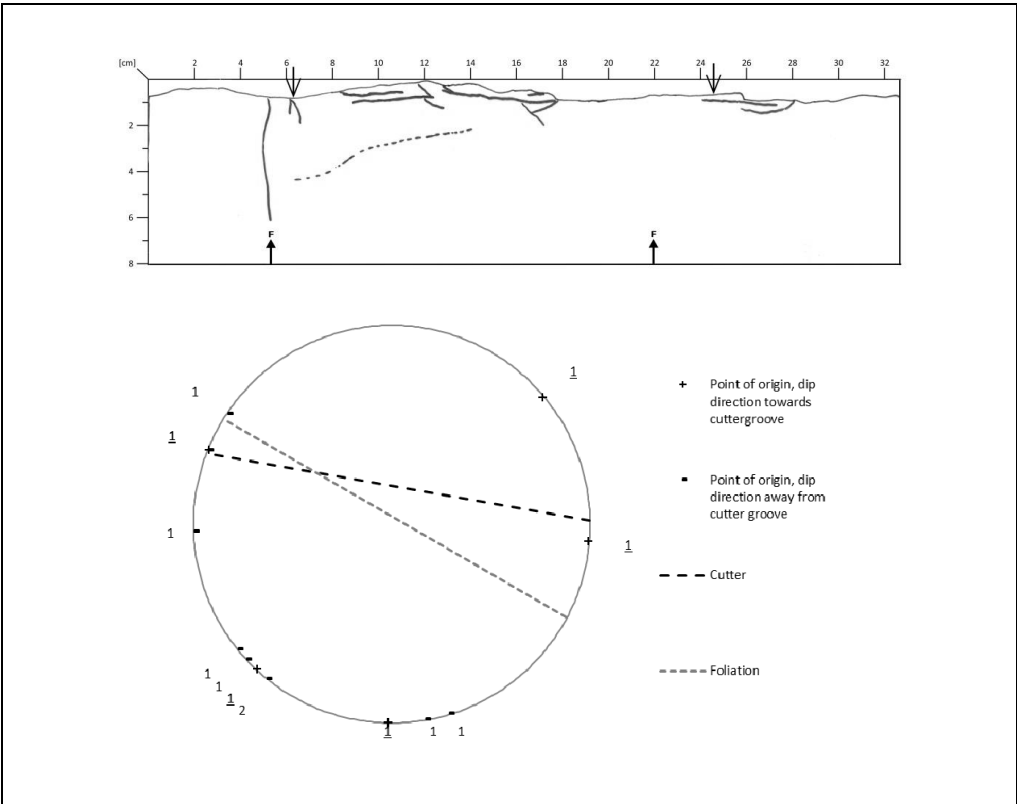 [cm] 2 4 6 8 10 12 14 16 18 20 22 24 26 28 30 32
2
4
6
8
F F
1
1
1
1
1
1
1
1
2
1 1 1
Point of origin, dip
direction towards
cuttergroove
Point of origin, dip
direction away from
cutter groove
Cutter
Foliation